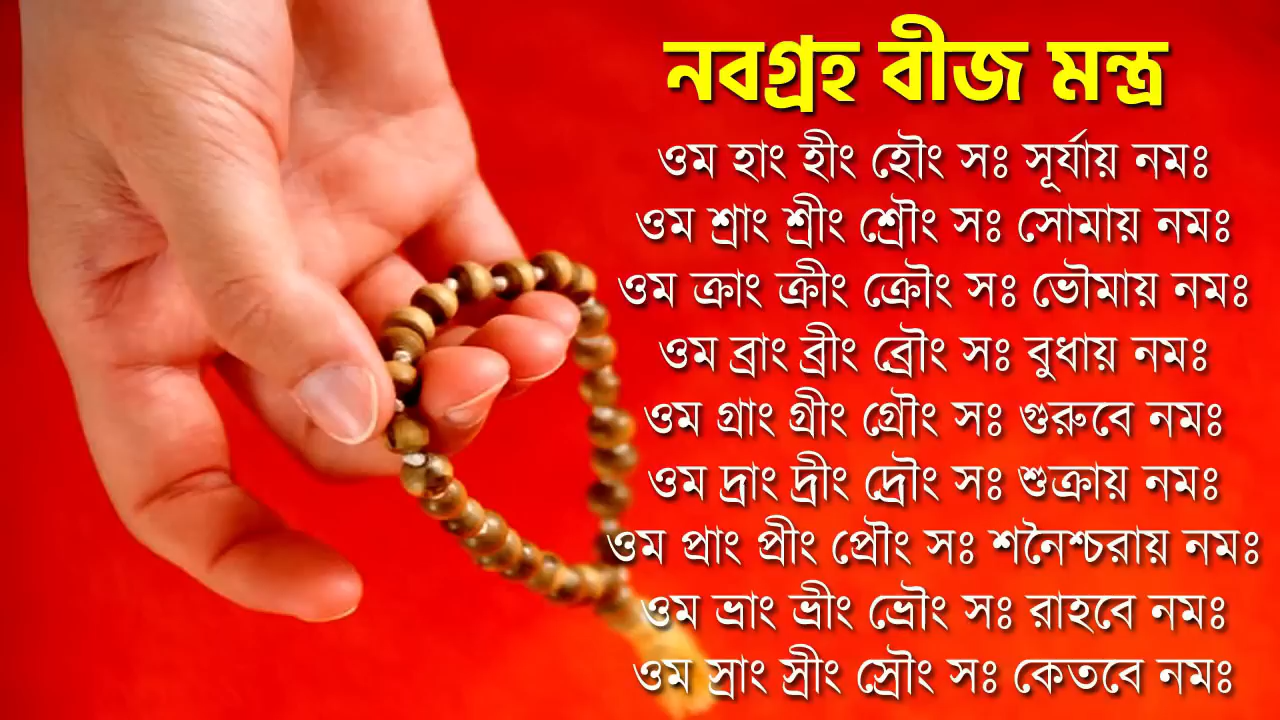 নবগ্রহ বীজ মন্ত্র
ওম হাং হীং হৌং সঃ সূর্যায় নমঃ
ওম শ্রাং শ্রীং শ্রৌং সঃ সোমায় নমঃ
ওম ক্রাং ক্রীং ক্রৌং সঃ ভৌমায় নমঃ
ওম ব্রাং ব্রীং ব্রৌং সঃ বুধায় নমঃ
ওম গ্রাং গ্রীং গ্রৌং সঃ গুরুবে নমঃ
ওম দ্রাং দ্রীং দ্রৌং সঃ শুক্রায় নমঃ
ওম প্রাং প্রীং প্রৌং সঃ শনৈশ্চরায় নমঃ
ওম ভ্রাং ভ্রীং ভ্রৌং সঃ রাহবে নমঃ
ওম স্রাং স্রীং স্রৌং সঃ কেতবে নমঃ